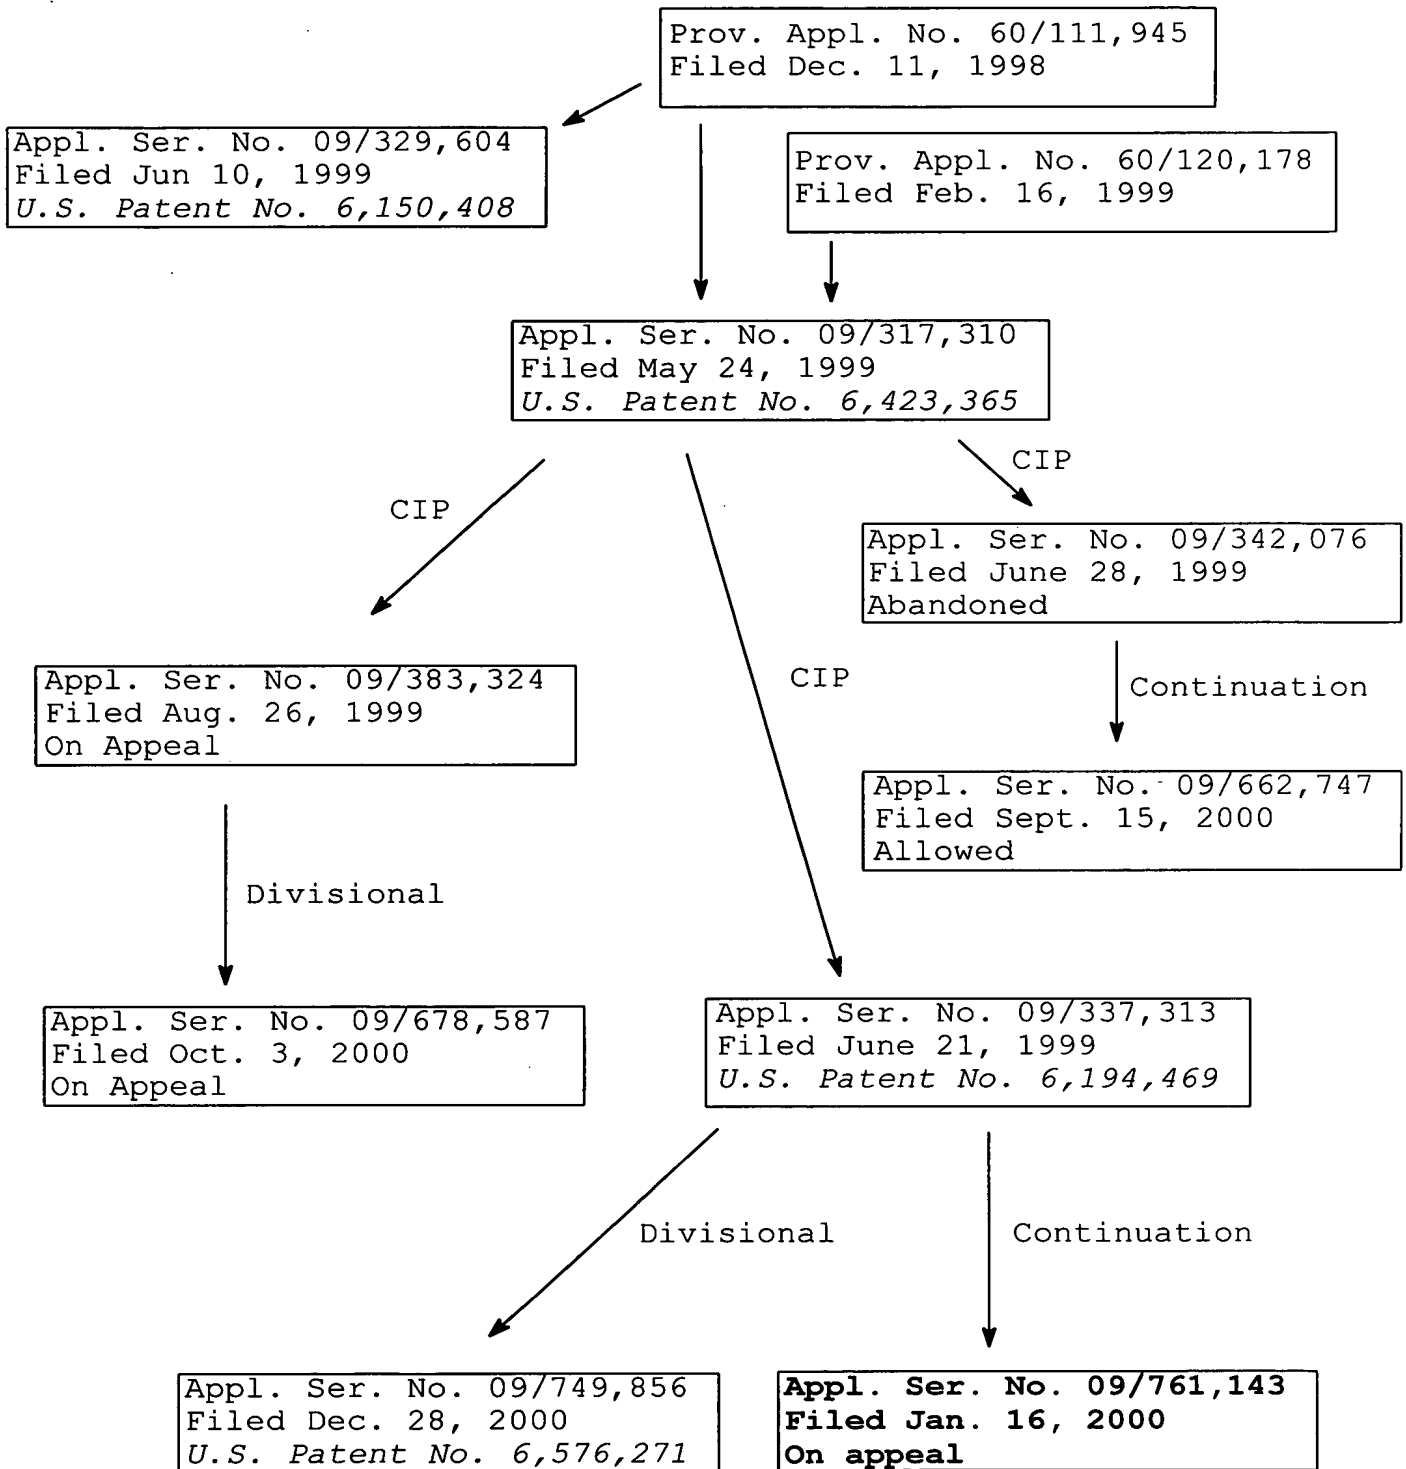 Prov. Appl. No. 60/111,945
Filed Dec. 11, 1998
Appl. Ser. No. 09/329,604
Filed Jun 10, 1999
U.S. Patent No. 6,150,408
Prov. Appl. No. 60/120,178
Filed Feb. 16, 1999
Appl. Ser. No. 09/317,310
Filed May 24, 1999
U.S. Patent No. 6,423,365
CIP
CIP
Appl. Ser. No. 09/342,076
Filed June 28, 1999
Abandoned
Appl. Ser. No. 09/383,324
Filed Aug. 26, 1999
On Appeal
CIP
Continuation
Appl. Ser. No. 09/662,747
Filed Sept. 15, 2000
Allowed
Divisional
Appl. Ser. No. 09/678,587
Filed Oct. 3, 2000
On Appeal
Appl. Ser. No. 09/337,313
Filed June 21, 1999
U.S. Patent No. 6,194,469
Divisional
Continuation
Appl. Ser. No. 09/749,856
Filed Dec. 28, 2000
U.S. Patent No. 6,576,271
Appl. Ser. No. 09/761,143
Filed Jan. 16, 2000
On appeal